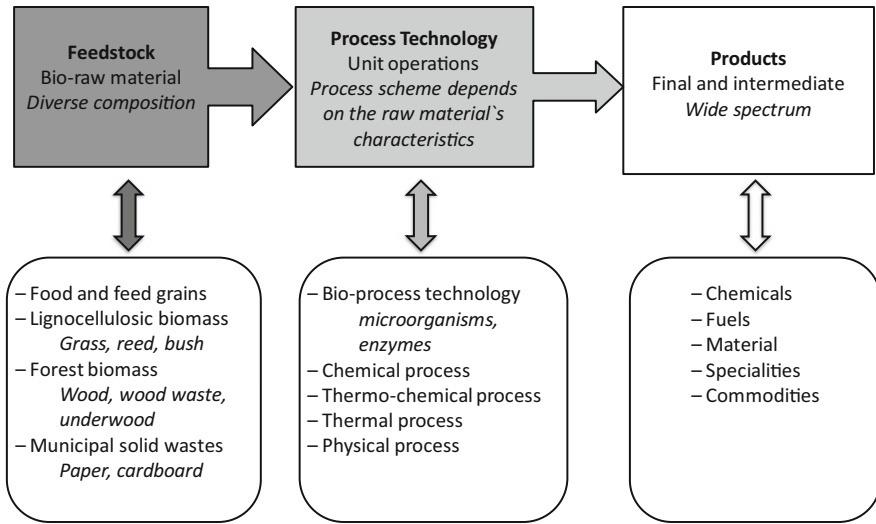 Feedstock
Bio-raw material
Diverse composition
Process Technology
Unit operations
Process scheme depends
on the raw material`s
characteristics
Products
Final and intermediate
Wide spectrum
– Food and feed grains
– Lignocellulosic biomass
Grass, reed, bush
– Forest biomass
Wood, wood waste,
underwood
– Municipal solid wastes
Paper, cardboard
– Bio-process technology
microorganisms,
enzymes
– Chemical process
– Thermo-chemical process
– Thermal process
– Physical process
– Chemicals
– Fuels
– Material
– Specialities
– Commodities